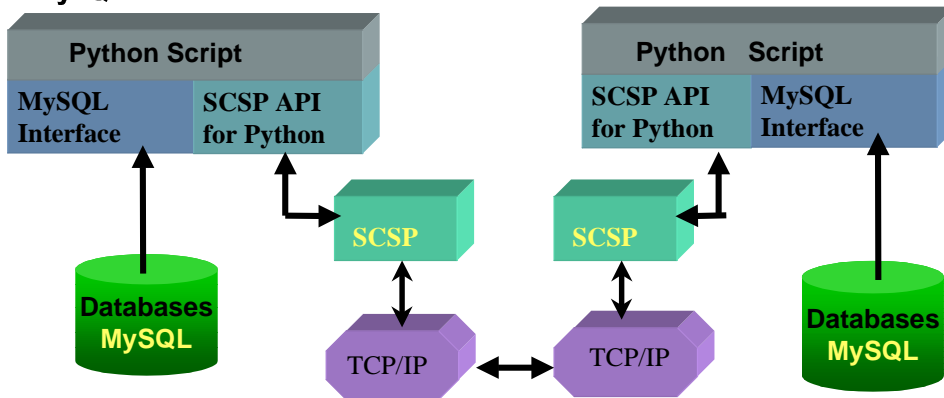 Python Script
MySQL
Interface
SCSP API
for Python
Python Script
SCSP API
for Python
MySQL
Interface
SCSP
SCSP
Databases
MySQL
Databases
MySQL
TCP/IP
TCP/IP